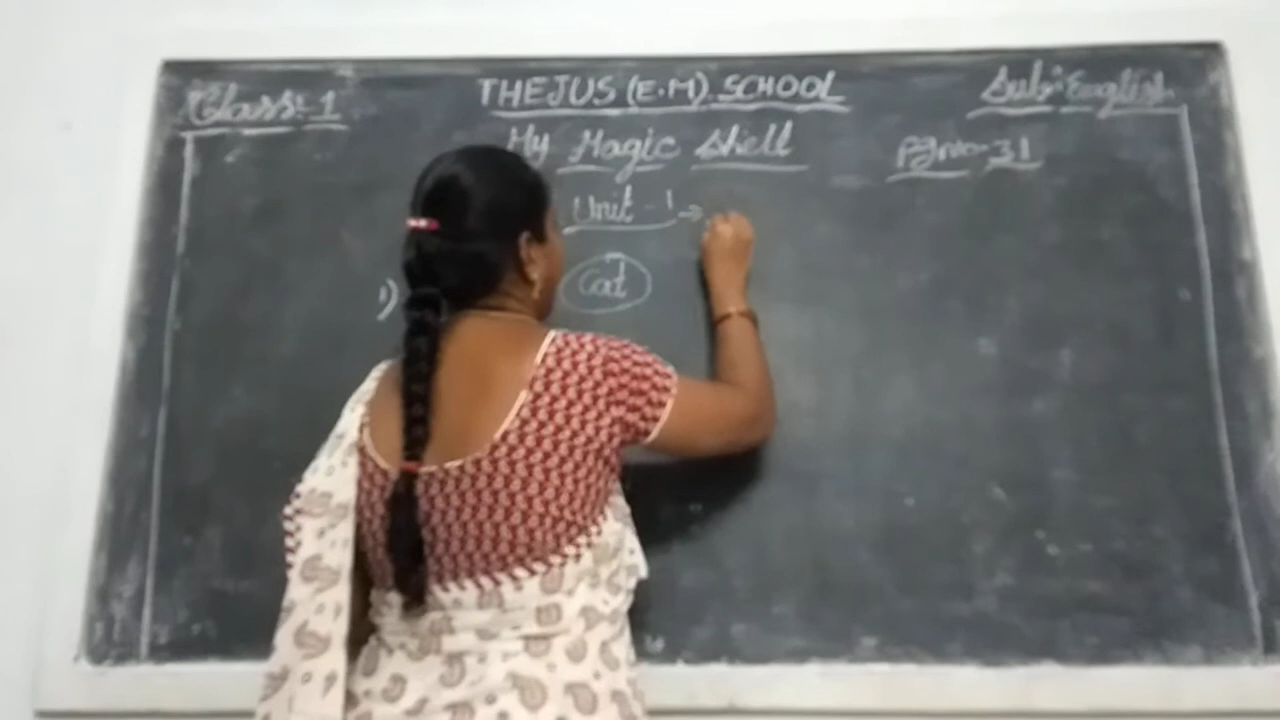 Class: 1 THEJUS (E.M) SCHOOL Sub: English
My Magic Shell Pg no- 31
Unit - 1 →
1) Cat